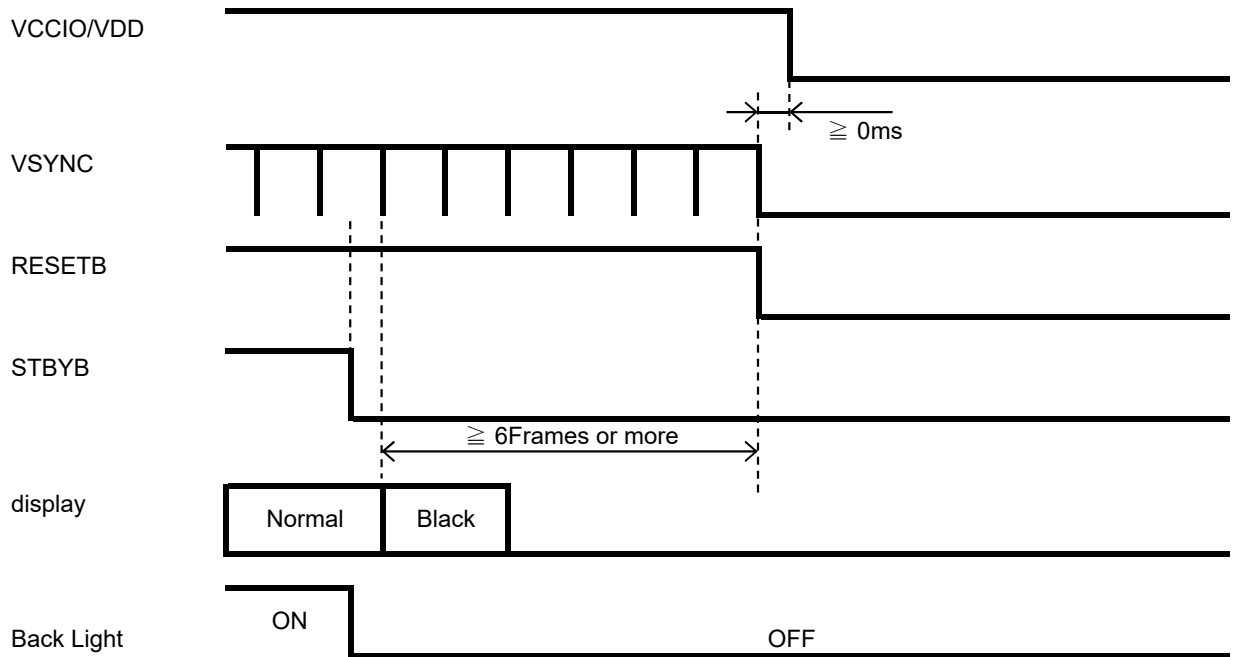 VCCIO/VDD
≧ 0ms
VSYNC
RESETB
STBYB
≧ 6Frames or more
display
Normal
Black
Back Light
ON
OFF